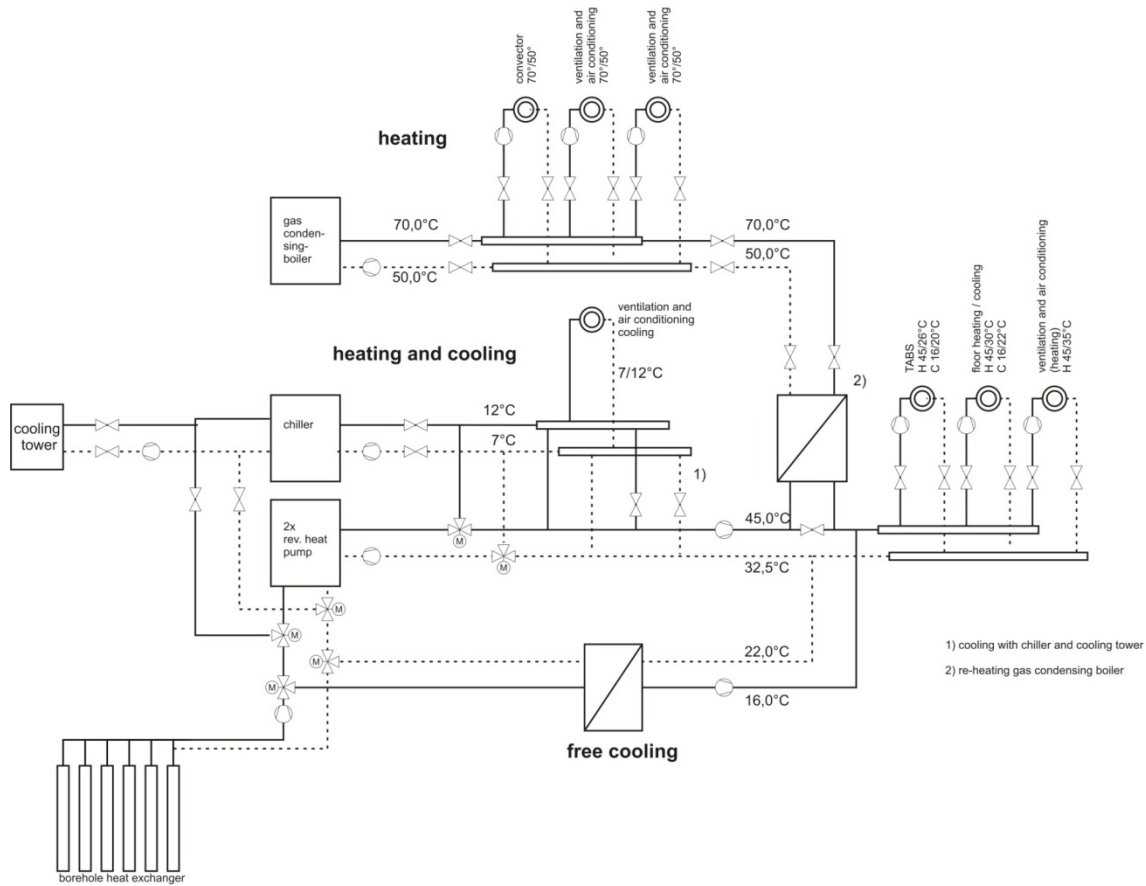 convector
70°/50°
ventilation and
air conditioning
70°/50°
ventilation and
air conditioning
70°/50°
heating
gas
conden-
sing-
boiler
70,0°C
50,0°C
70,0°C
50,0°C
heating and cooling
ventilation and
air conditioning
cooling
7/12°C
2)
TABS
H 45/26°C
C 16/20°C
floor heating / cooling
H 45/30°C
C 16/22°C
ventilation and air conditioning
(heating)
H 45/35°C
cooling
tower
chiller
12°C
7°C
1)
2x
rev. heat
pump
M
M
45,0°C
32,5°C
M
M
M
M
22,0°C
16,0°C
free cooling
1) cooling with chiller and cooling tower
2) re-heating gas condensing boiler
borehole heat exchanger